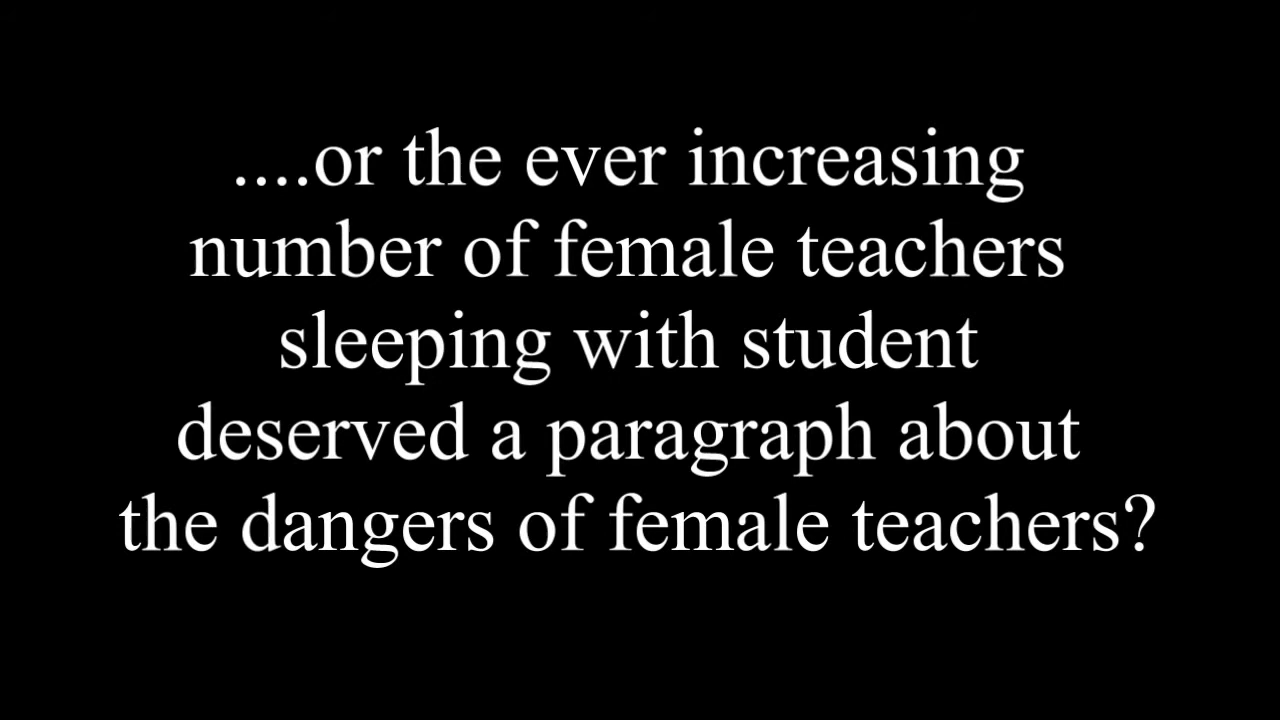 ....or the ever increasing
number of female teachers
sleeping with student
deserved a paragraph about
the dangers of female teachers?